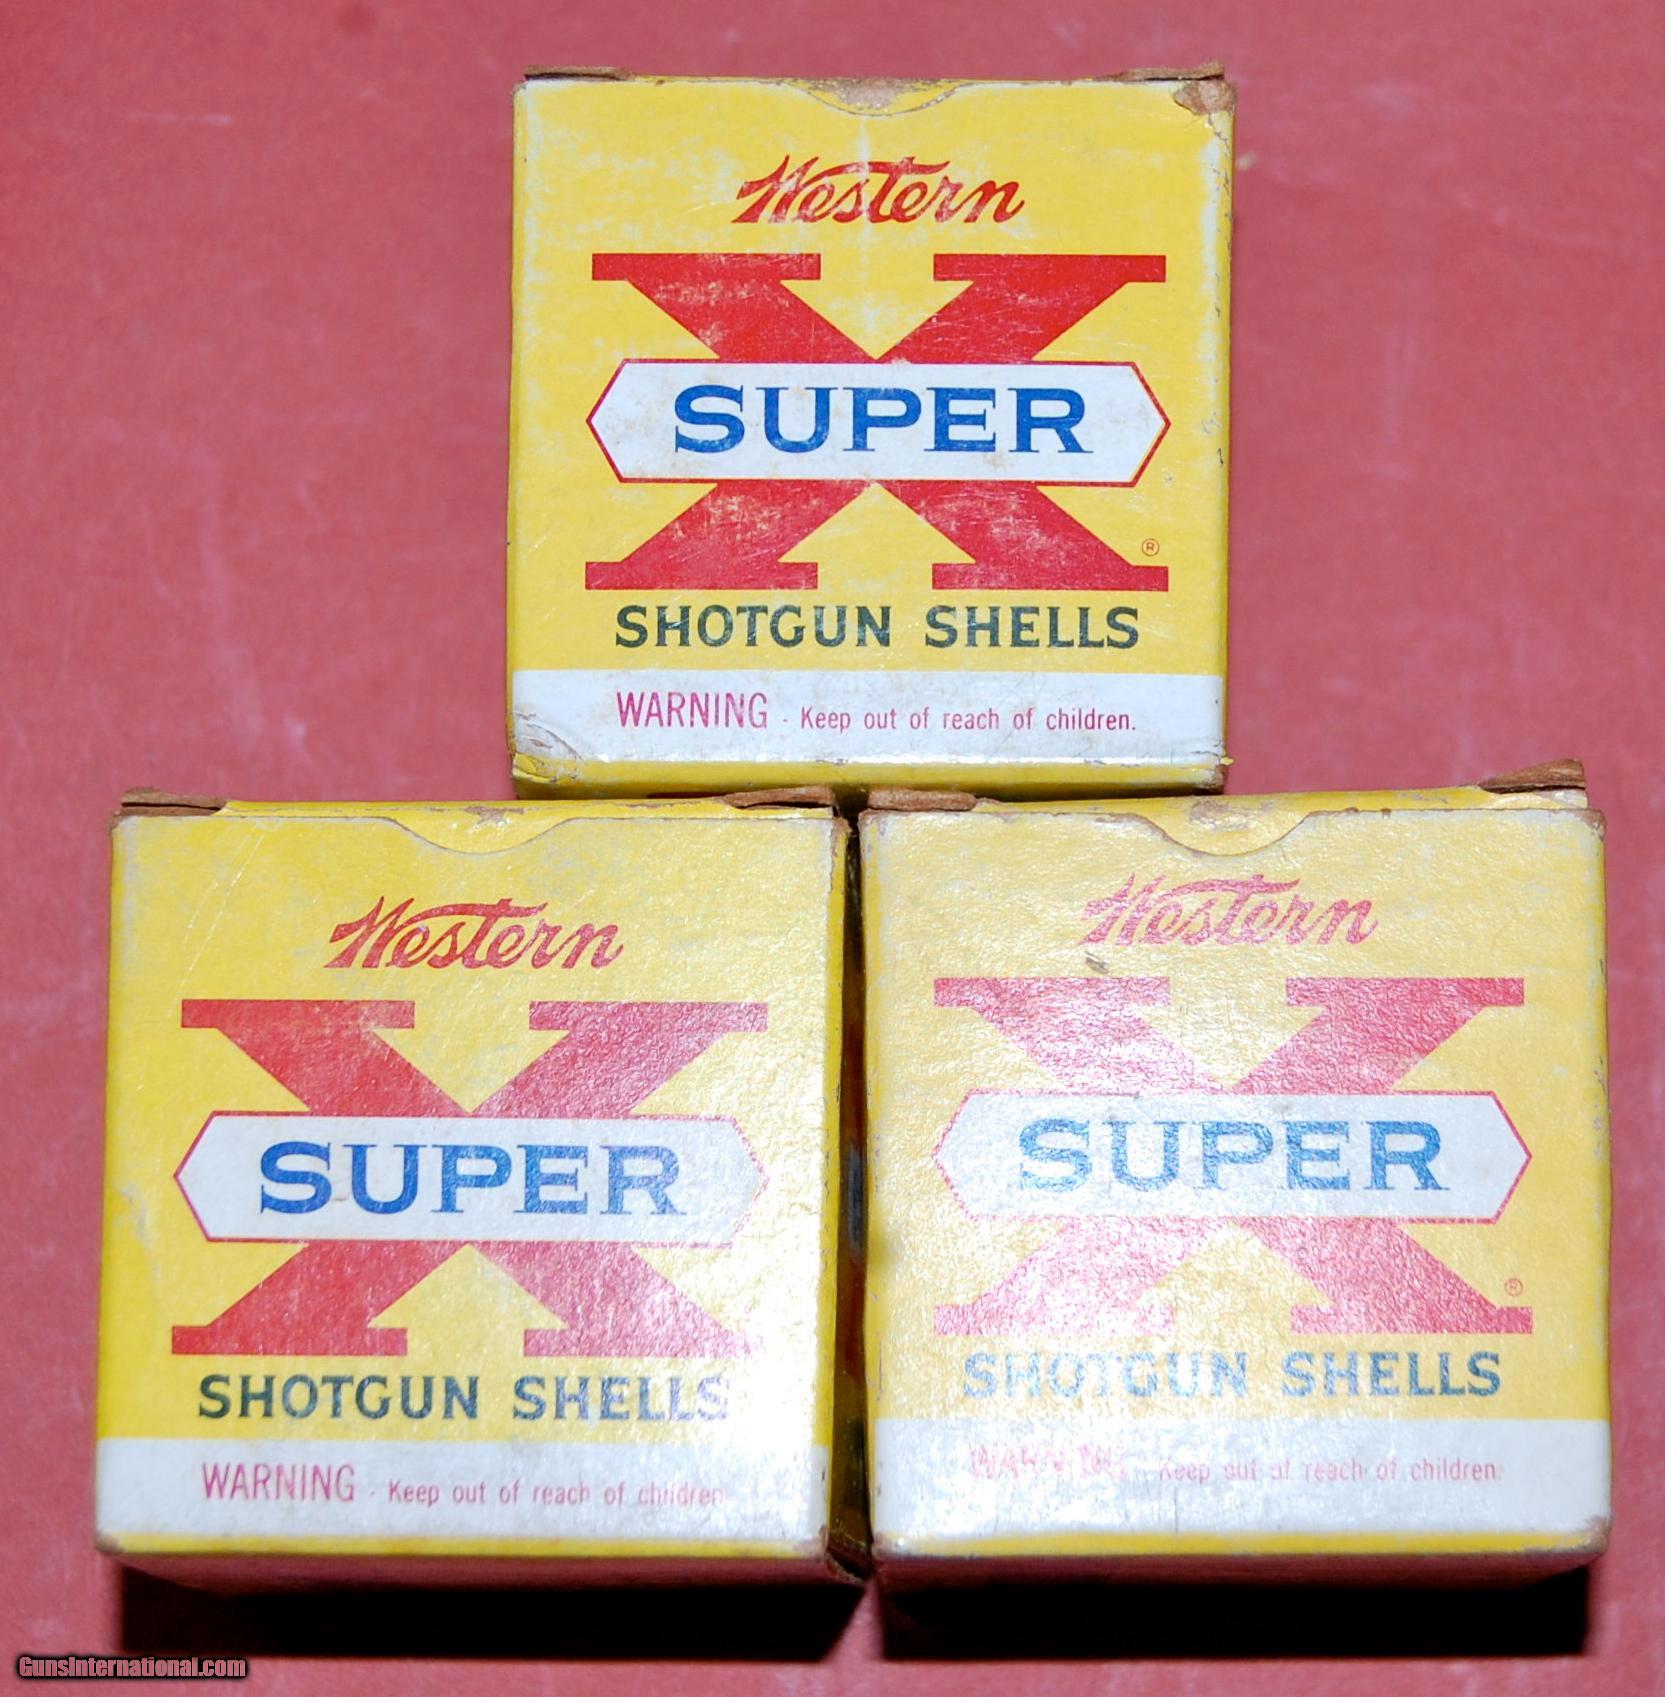 Western
X
SUPER
®
SHOTGUN SHELLS
WARNING - Keep out of reach of children.
Western
X
SUPER
SHOTGUN SHELLS
WARNING - Keep out of reach of children
Western
X
SUPER
®
SHOTGUN SHELLS
WARNING - Keep out of reach of children.
GunsInternational.com